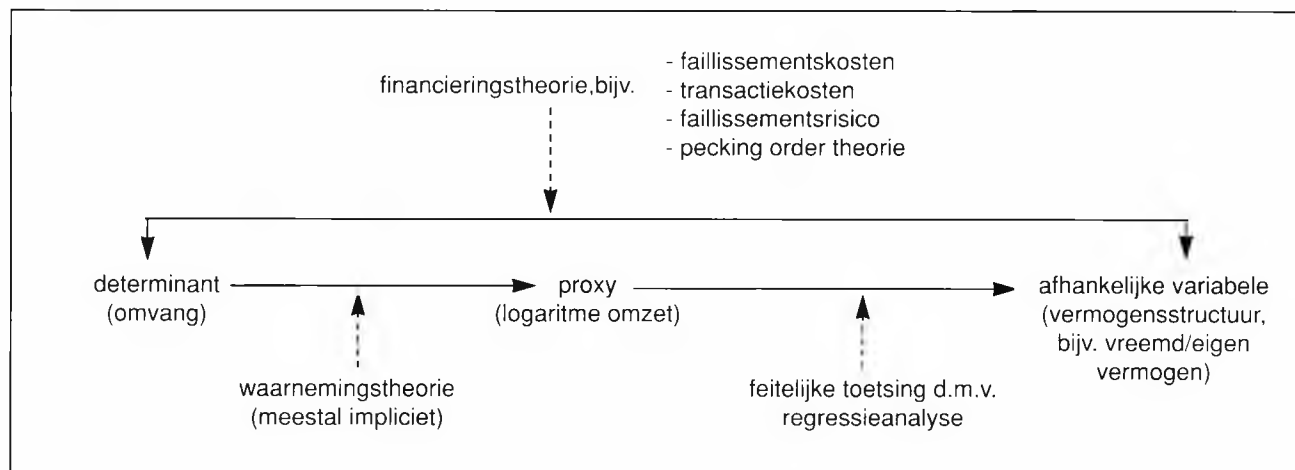 financieringstheorie,bijv.
- faillissementskosten
- transactiekosten
- faillissementsrisico
- pecking order theorie
determinant
(omvang)
proxy
(logaritme omzet)
afhankelijke variabele
(vermogensstructuur,
bijv. vreemd/eigen
vermogen)
waarnemingstheorie
(meestal impliciet)
feitelijke toetsing d.m.v.
regressieanalyse